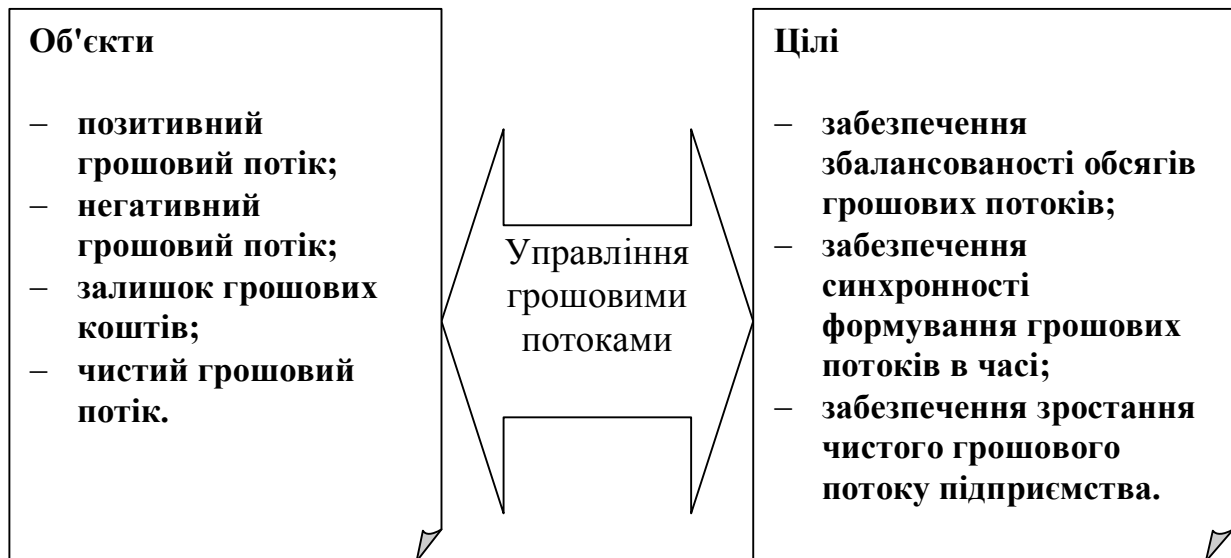 Об'єкти
– позитивний
грошовий потік;
– негативний
грошовий потік;
– залишок грошових
коштів;
– чистий грошовий
потік.
Управління
грошовими
потоками
Цілі
– забезпечення
збалансованості обсягів
грошових потоків;
– забезпечення
синхронності
формування грошових
потоків в часі;
– забезпечення зростання
чистого грошового
потоку підприємства.